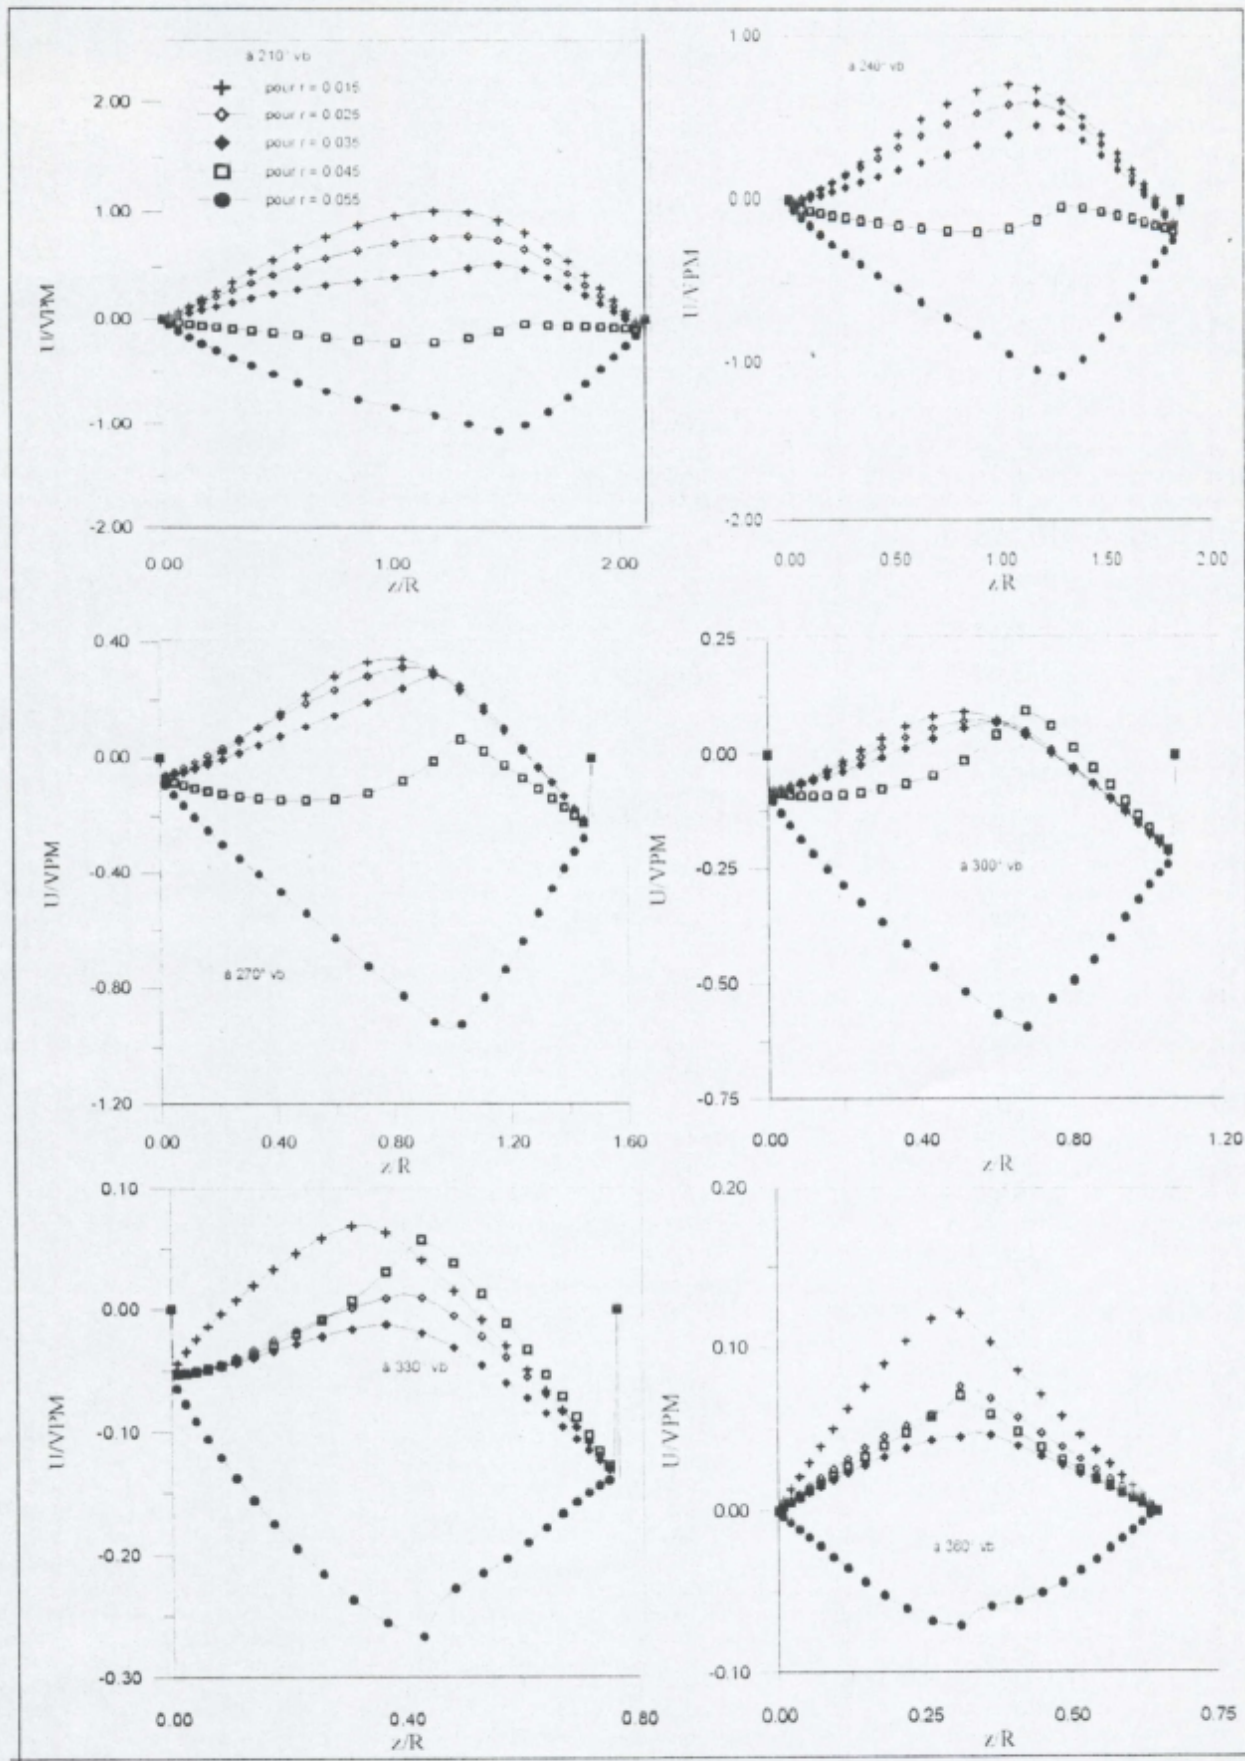 à 210° vb
pour r = 0.015
pour r = 0.025
pour r = 0.035
pour r = 0.045
pour r = 0.055
2.00
1.00
0.00
-1.00
-2.00
U/VPM
0.00 1.00 2.00
z/R
à 240° vb
1.00
0.00
-1.00
-2.00
U/VPM
0.00 0.50 1.00 1.50 2.00
z/R
0.40
0.00
-0.40
-0.80
-1.20
U/VPM
à 270° vb
0.00 0.40 0.80 1.20 1.60
z/R
0.25
0.00
-0.25
-0.50
-0.75
U/VPM
à 300° vb
0.00 0.40 0.80 1.20
z/R
0.10
0.00
-0.10
-0.20
-0.30
U/VPM
à 330° vb
0.00 0.40 0.80
z/R
0.20
0.10
0.00
-0.10
U/VPM
à 360° vb
0.00 0.25 0.50 0.75
z/R